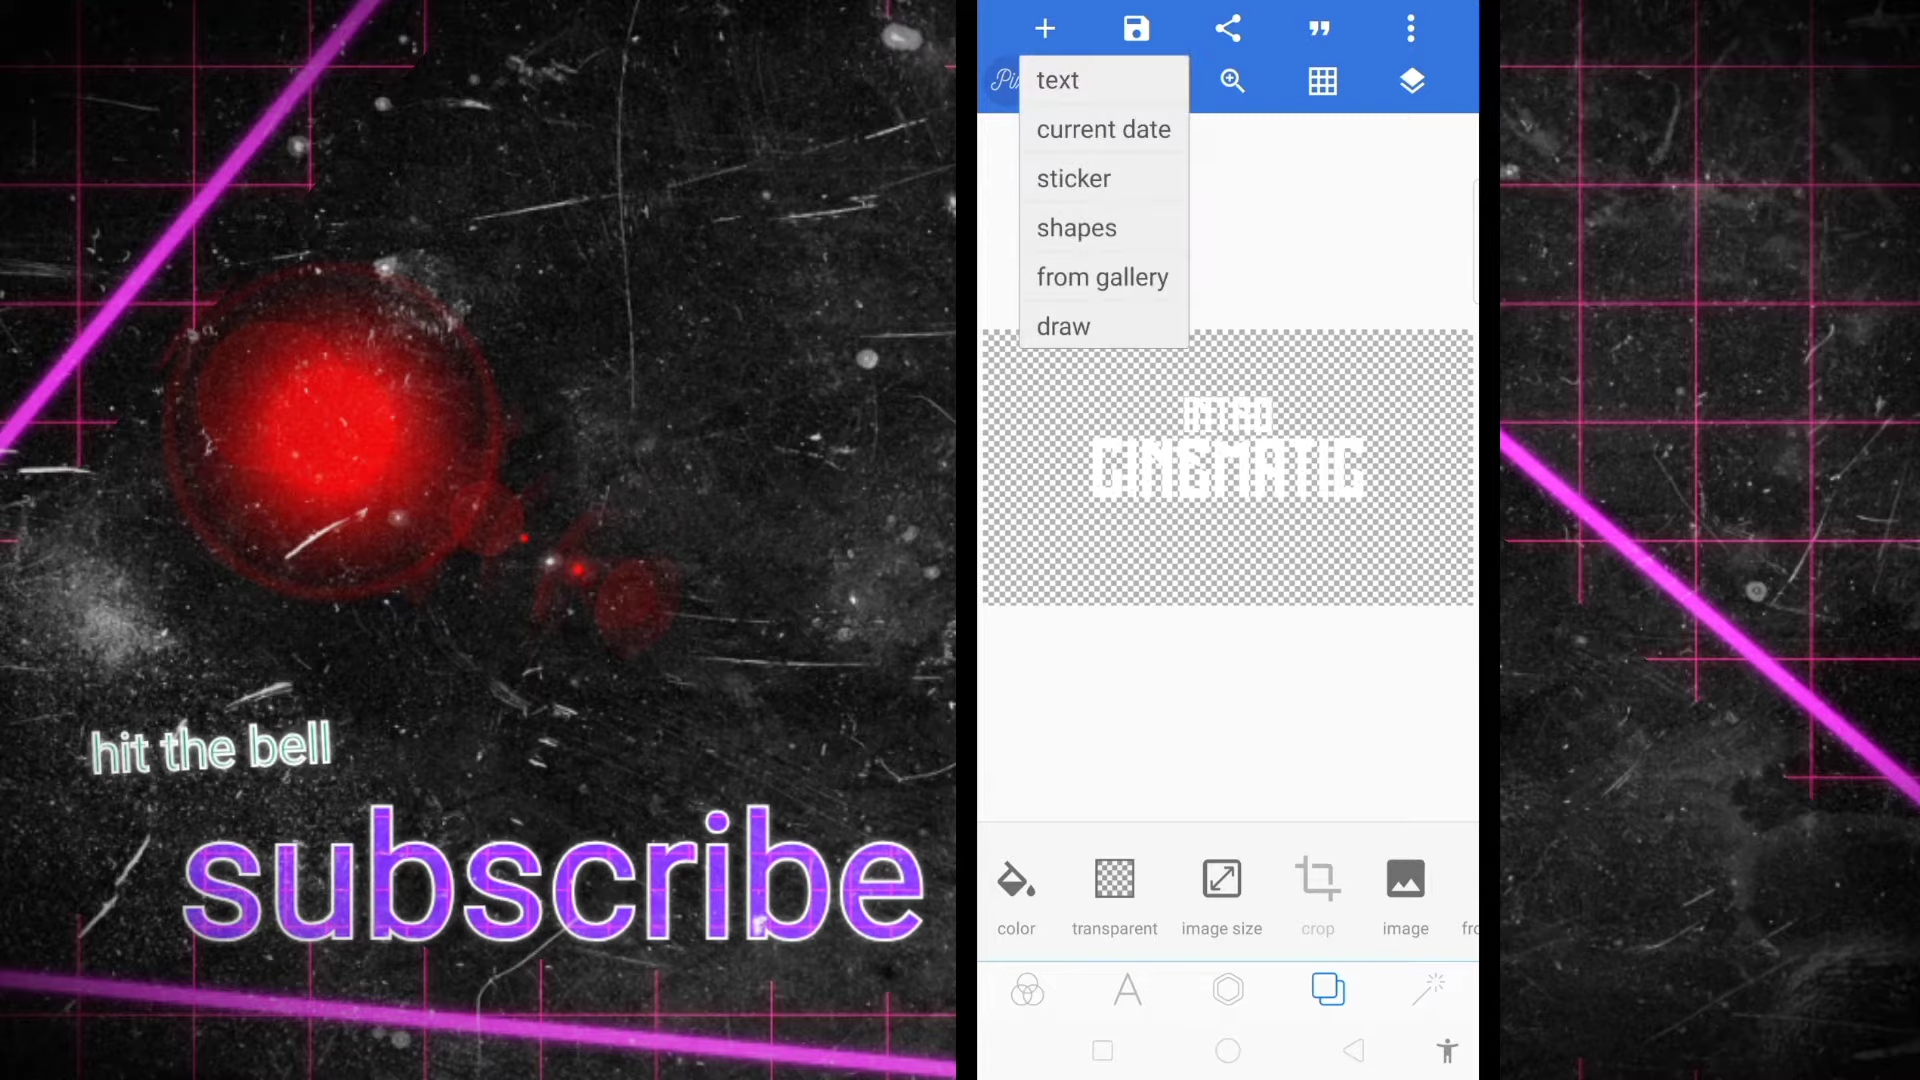 hit the bell
subscribe
text
current date
sticker
shapes
from gallery
draw
INTRO
CINEMATIC
color
transparent
image size
crop
image